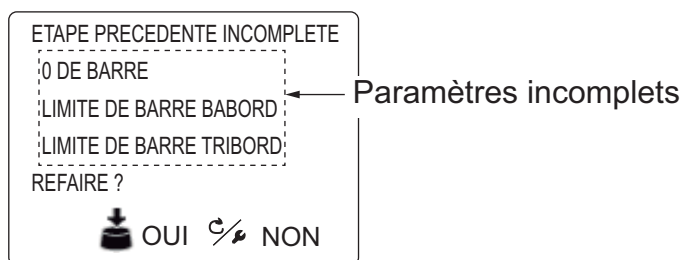 ETAPE PRECEDENTE INCOMPLETE
0 DE BARRE
LIMITE DE BARRE BABORD
Paramètres incomplets
LIMITE DE BARRE TRIBORD
REFAIRE ?
OUI NON